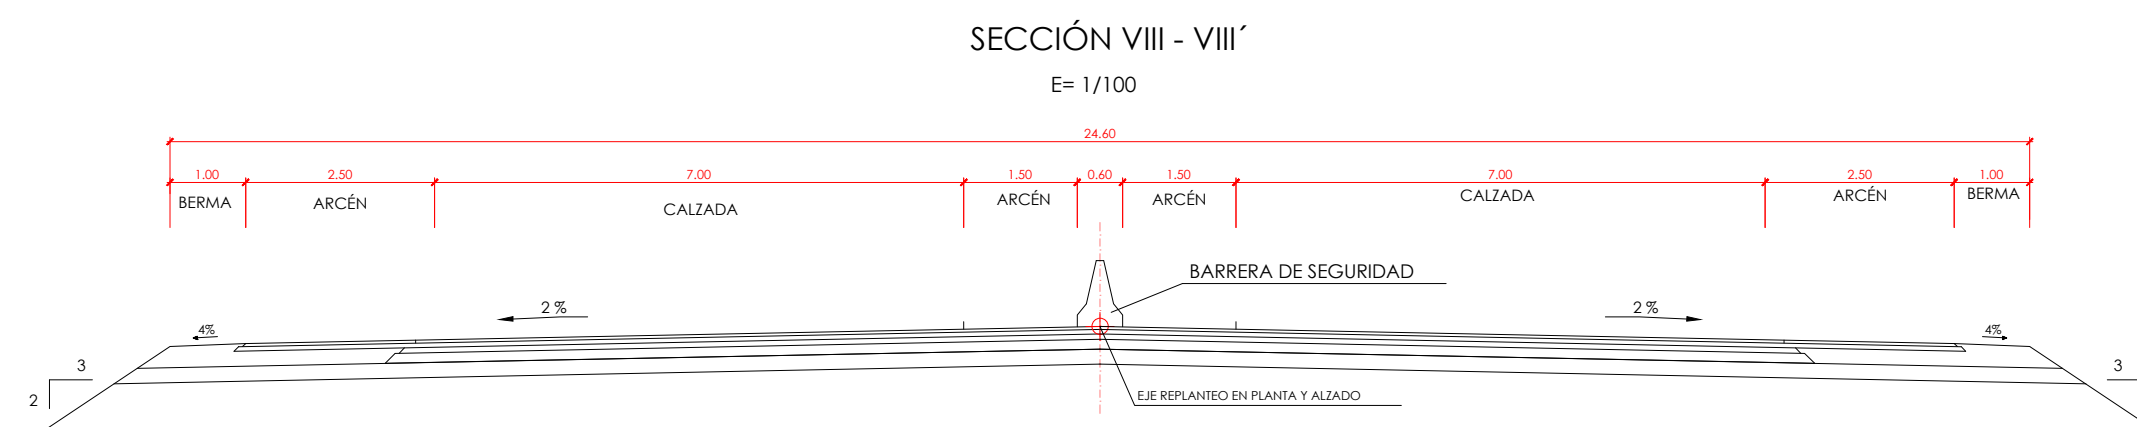 SECCIÓN VIII - VIII´
E= 1/100
24.60
1.00 2.50 7.00 1.50 0.60 1.50 7.00 2.50 1.00
BERMA ARCÉN CALZADA ARCÉN ARCÉN CALZADA ARCÉN BERMA
BARRERA DE SEGURIDAD
2 % 2 %
4% 4%
3 3
2
EJE REPLANTEO EN PLANTA Y ALZADO